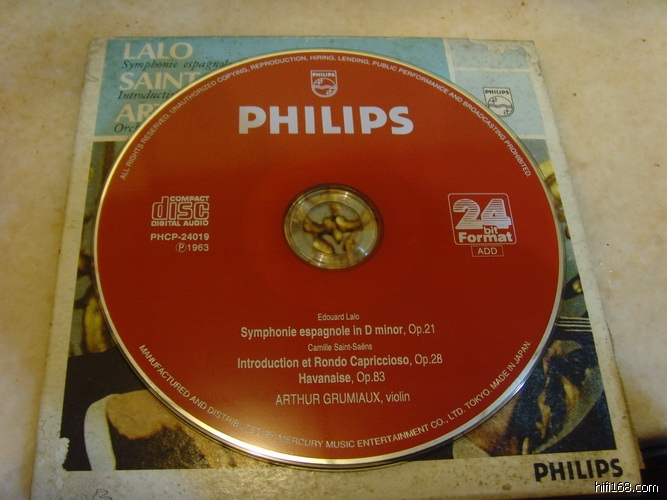 LALO
Symphonie espagnol
SAINT
Introductio
AR
Orch
PHILIPS
ALL RIGHTS RESERVED. UNAUTHORIZED COPYING, REPRODUCTION, HIRING, LENDING, PUBLIC PERFORMANCE AND BROADCASTING PROHIBITED.
PHILIPS
PHILIPS
COMPACT
disc
DIGITAL AUDIO
PHCP-24019
℗1963
24
bit
Format
ADD
Edouard Lalo
Symphonie espagnole in D minor, Op.21
Camille Saint-Saëns
Introduction et Rondo Capriccioso, Op.28
Havanaise, Op.83
ARTHUR GRUMIAUX, violin
MANUFACTURED AND DISTRIBUTED BY MERCURY MUSIC ENTERTAINMENT CO., LTD. TOKYO. MADE IN JAPAN.
PHILIPS
hifi168.com